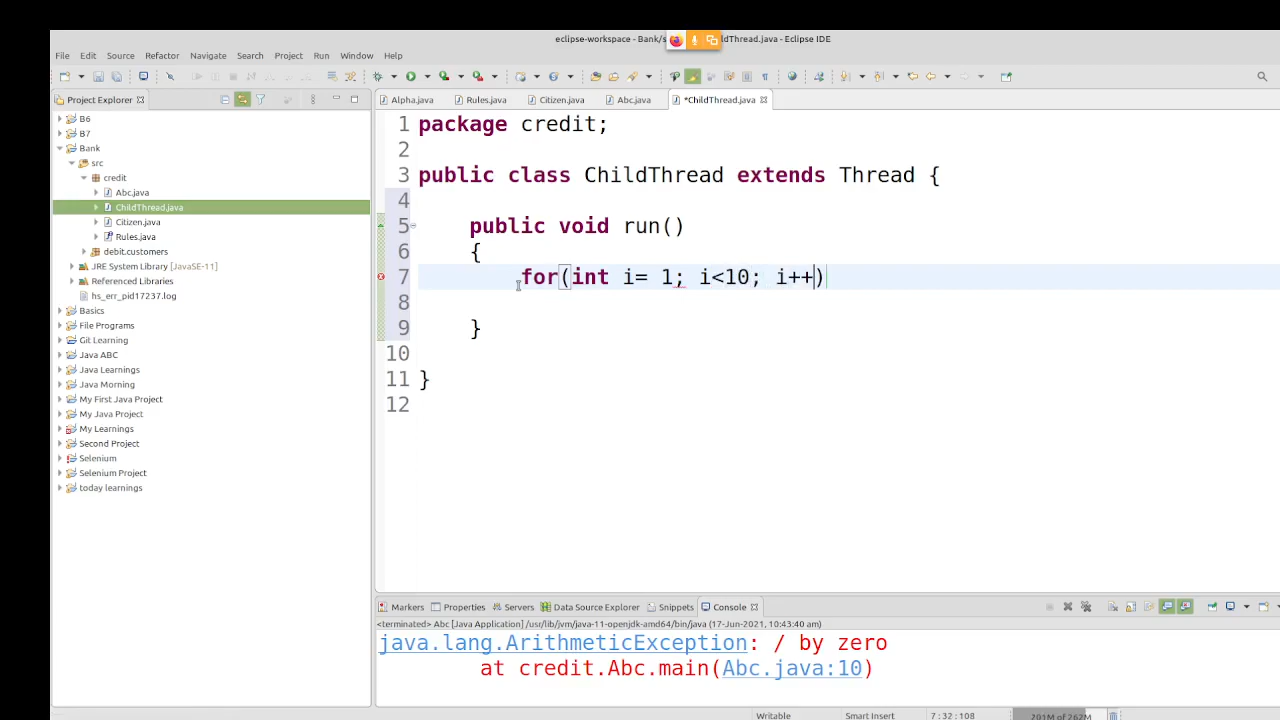 eclipse-workspace - Bank/s ldThread.java - Eclipse IDE
File Edit Source Refactor Navigate Search Project Run Window Help
Project Explorer
Alpha.java Rules.java Citizen.java Abc.java *ChildThread.java
B6
B7
Bank
src
credit
Abc.java
ChildThread.java
Citizen.java
Rules.java
debit.customers
JRE System Library [JavaSE-11]
Referenced Libraries
hs_err_pid17237.log
Basics
File Programs
Git Learning
Java ABC
Java Learnings
Java Morning
My First Java Project
My Java Project
My Learnings
Second Project
Selenium
Selenium Project
today learnings
1 package credit;
2
3 public class ChildThread extends Thread {
4
5 public void run()
6 {
7 for(int i= 1; i<10; i++)
8
9 }
10
11 }
12
Markers Properties Servers Data Source Explorer Snippets Console
<terminated> Abc [Java Application] /usr/lib/jvm/java-11-openjdk-amd64/bin/java (17-Jun-2021, 10:43:40 am)
java.lang.ArithmeticException: / by zero
at credit.Abc.main(Abc.java:10)
Writable Smart Insert 7 : 32 : 108 201M of 262M